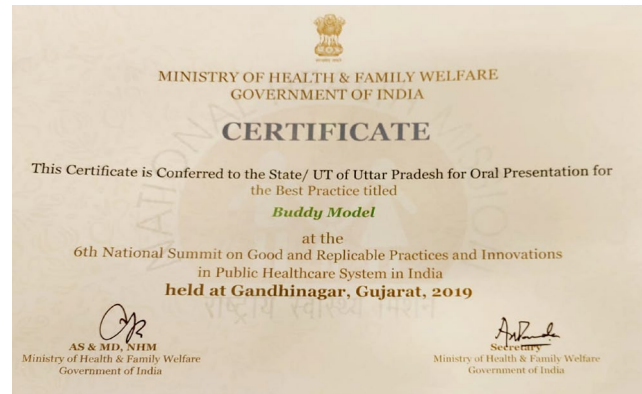 MINISTRY OF HEALTH & FAMILY WELFARE
GOVERNMENT OF INDIA
CERTIFICATE
This Certificate is Conferred to the State/ UT of Uttar Pradesh for Oral Presentation for
the Best Practice titled
Buddy Model
at the
6th National Summit on Good and Replicable Practices and Innovations
in Public Healthcare System in India
held at Gandhinagar, Gujarat, 2019
राष्ट्रीय स्वास्थ्य मिशन
AS & MD, NHM
Ministry of Health & Family Welfare
Government of India
Secretary
Ministry of Health & Family Welfare
Government of India